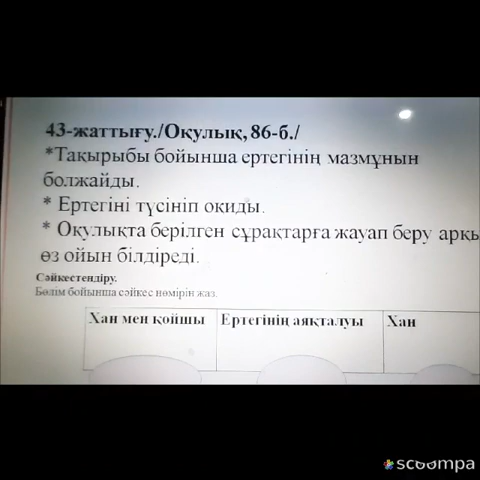 43-жаттығу./Оқулық, 86-б./
*Тақырыбы бойынша ертегінің мазмұнын
болжайды.
* Ертегіні түсініп оқиды.
* Оқулықта берілген сұрақтарға жауап беру арқы
өз ойын білдіреді.
Сәйкестендіру.
Бөлім бойынша сәйкес нөмірін жаз.
Хан мен қойшы Ертегінің аяқталуы Хан
scoompa